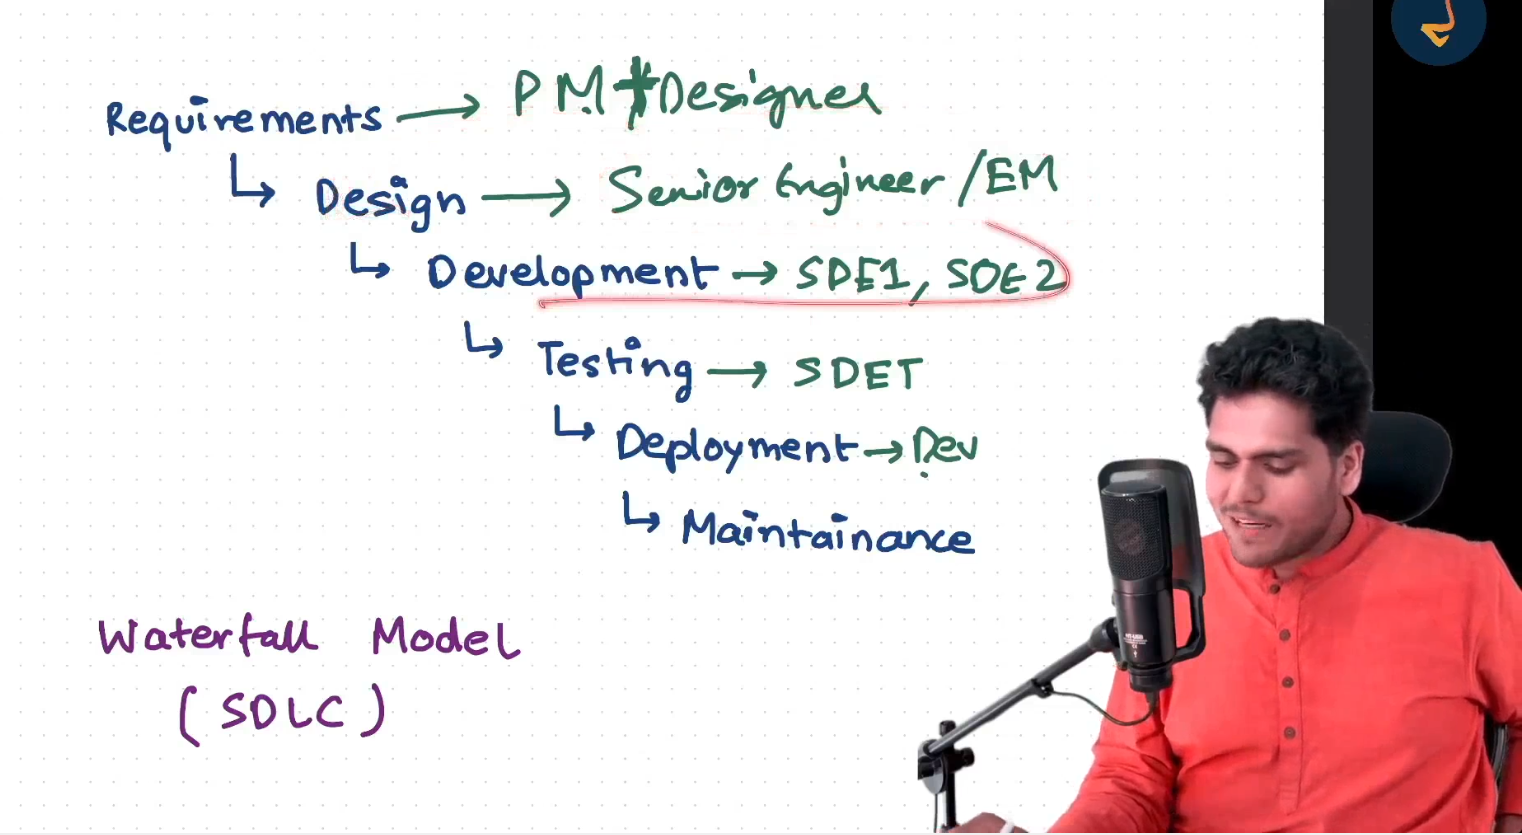 Requirements → PM + Designer
↳ Design → Senior Engineer / EM
↳ Development → SDE1, SDE2
↳ Testing → SDET
↳ Deployment → Dev
↳ Maintainance
Waterfall Model
(SDLC)